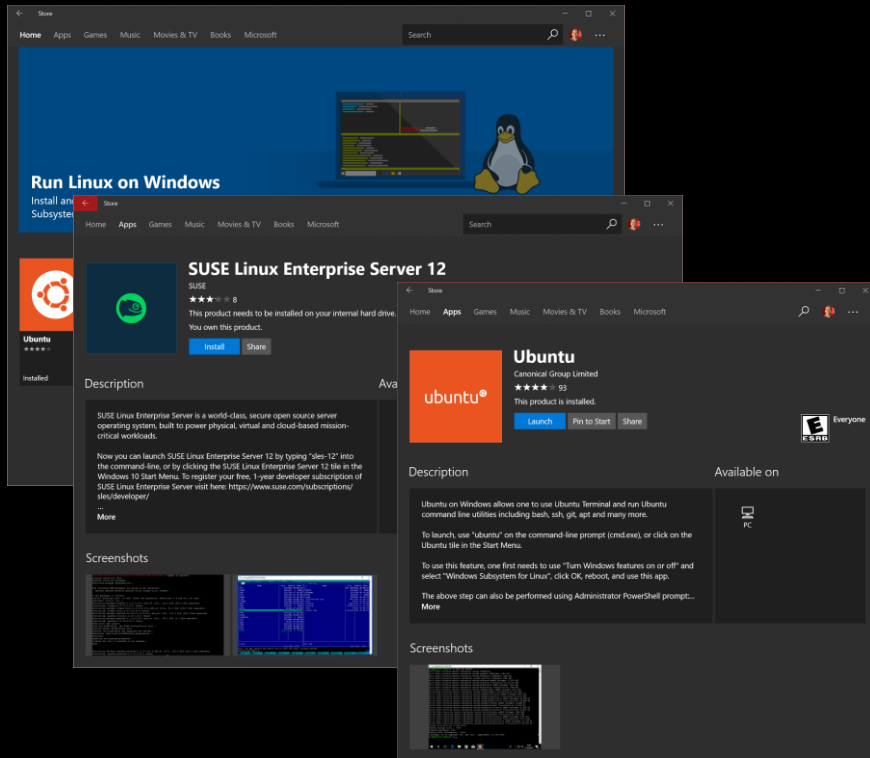 Store
Home Apps Games Music Movies & TV Books Microsoft
Search
Run Linux on Windows
Install and
Subsystem
Ubuntu
Installed
Store
Home Apps Games Music Movies & TV Books Microsoft
Search
SUSE Linux Enterprise Server 12
SUSE
8
This product needs to be installed on your internal hard drive.
You own this product.
Install Share
Description
Ava
SUSE Linux Enterprise Server is a world-class, secure open source server
operating system, built to power physical, virtual and cloud-based mission-
critical workloads.
Now you can launch SUSE Linux Enterprise Server 12 by typing "sles-12" into
the command-line, or by clicking the SUSE Linux Enterprise Server 12 tile in the
Windows 10 Start Menu. To register your free, 1-year developer subscription of
SUSE Linux Enterprise Server visit here: https://www.suse.com/subscriptions/
sles/developer/
...
More
Screenshots
Store
Home Apps Games Music Movies & TV Books Microsoft
ubuntu
Ubuntu
Canonical Group Limited
93
This product is installed.
Launch Pin to Start Share
E
ESRB
Everyone
Description
Available on
Ubuntu on Windows allows one to use Ubuntu Terminal and run Ubuntu
command line utilities including bash, ssh, git, apt and many more.
To launch, use "ubuntu" on the command-line prompt (cmd.exe), or click on the
Ubuntu tile in the Start Menu.
To use this feature, one first needs to use "Turn Windows features on or off" and
select "Windows Subsystem for Linux", click OK, reboot, and use this app.
The above step can also be performed using Administrator PowerShell prompt:...
More
PC
Screenshots